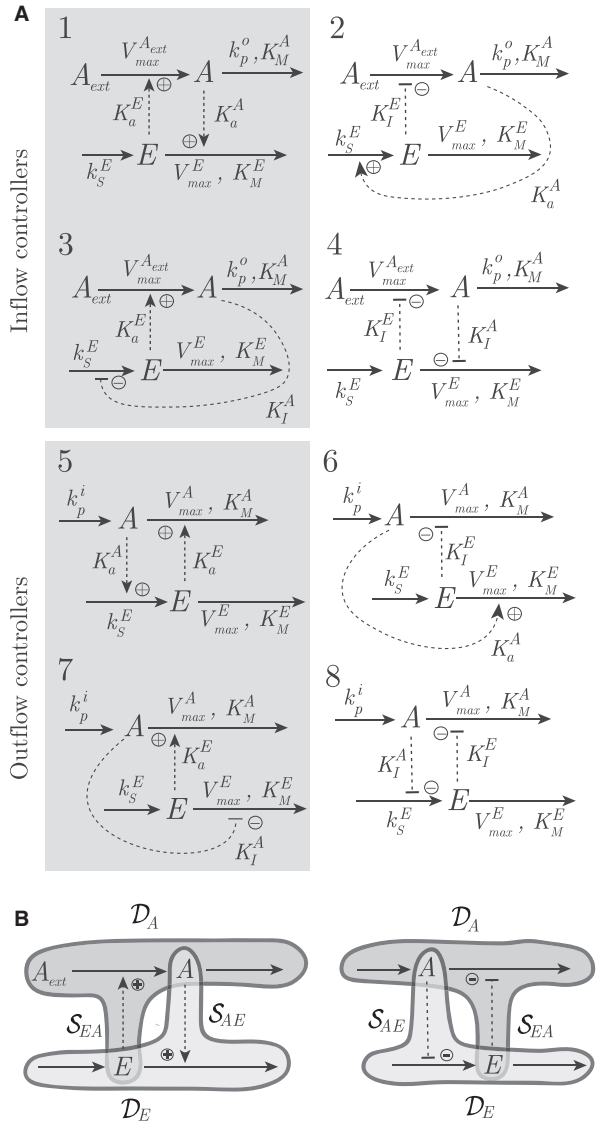 A
Inflow controllers
1
V_max^{A_ext}
k_p^o, K_M^A
A_ext
A
⊕
K_a^E
K_a^A
⊕
k_S^E
E
V_max^E , K_M^E
2
V_max^{A_ext}
k_p^o, K_M^A
A_ext
A
⊖
K_I^E
k_S^E
⊕
E
V_max^E , K_M^E
K_a^A
3
V_max^{A_ext}
k_p^o, K_M^A
A_ext
A
⊕
K_a^E
k_S^E
⊖
E
V_max^E , K_M^E
K_I^A
4
V_max^{A_ext}
k_p^o, K_M^A
A_ext
A
⊖
K_I^E
K_I^A
⊖
k_S^E
E
V_max^E , K_M^E
Outflow controllers
5
k_p^i
A
V_max^A , K_M^A
⊕
K_a^A
K_a^E
⊕
k_S^E
E
V_max^E , K_M^E
6
k_p^i
A
V_max^A , K_M^A
⊖
K_I^E
k_S^E
E
V_max^E , K_M^E
⊕
K_a^A
7
k_p^i
A
V_max^A , K_M^A
⊕
K_a^E
k_S^E
E
V_max^E , K_M^E
⊖
K_I^A
8
k_p^i
A
V_max^A , K_M^A
⊖
K_I^A
K_I^E
⊖
k_S^E
E
V_max^E , K_M^E
B
𝒟_A
A_ext
A
⊕
𝒮_EA
𝒮_AE
⊕
E
𝒟_E
𝒟_A
A
⊖
𝒮_AE
𝒮_EA
⊖
E
𝒟_E